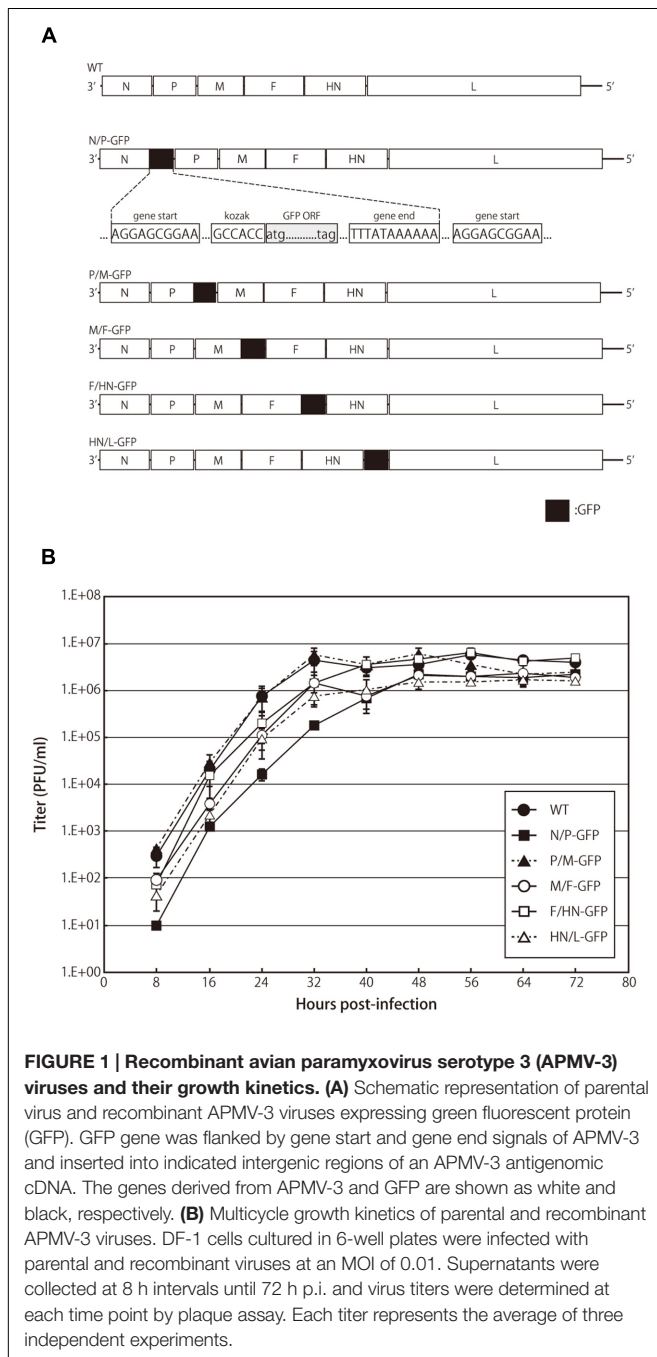 A
WT
3’ N P M F HN L 5’
N/P-GFP
3’ N P M F HN L 5’
gene start kozak GFP ORF gene end gene start
... AGGAGCGGAA ... GCCACC atg..........tag ... TTTATAAAAAA ... AGGAGCGGAA ...
P/M-GFP
3’ N P M F HN L 5’
M/F-GFP
3’ N P M F HN L 5’
F/HN-GFP
3’ N P M F HN L 5’
HN/L-GFP
3’ N P M F HN L 5’
:GFP
B
1.E+08
1.E+07
1.E+06
1.E+05
1.E+04
1.E+03
1.E+02
1.E+01
1.E+00
Titer (PFU/ml)
0 8 16 24 32 40 48 56 64 72 80
Hours post-infection
WT
N/P-GFP
P/M-GFP
M/F-GFP
F/HN-GFP
HN/L-GFP
FIGURE 1 | Recombinant avian paramyxovirus serotype 3 (APMV-3)
viruses and their growth kinetics. (A) Schematic representation of parental
virus and recombinant APMV-3 viruses expressing green fluorescent protein
(GFP). GFP gene was flanked by gene start and gene end signals of APMV-3
and inserted into indicated intergenic regions of an APMV-3 antigenomic
cDNA. The genes derived from APMV-3 and GFP are shown as white and
black, respectively. (B) Multicycle growth kinetics of parental and recombinant
APMV-3 viruses. DF-1 cells cultured in 6-well plates were infected with
parental and recombinant viruses at an MOI of 0.01. Supernatants were
collected at 8 h intervals until 72 h p.i. and virus titers were determined at
each time point by plaque assay. Each titer represents the average of three
independent experiments.